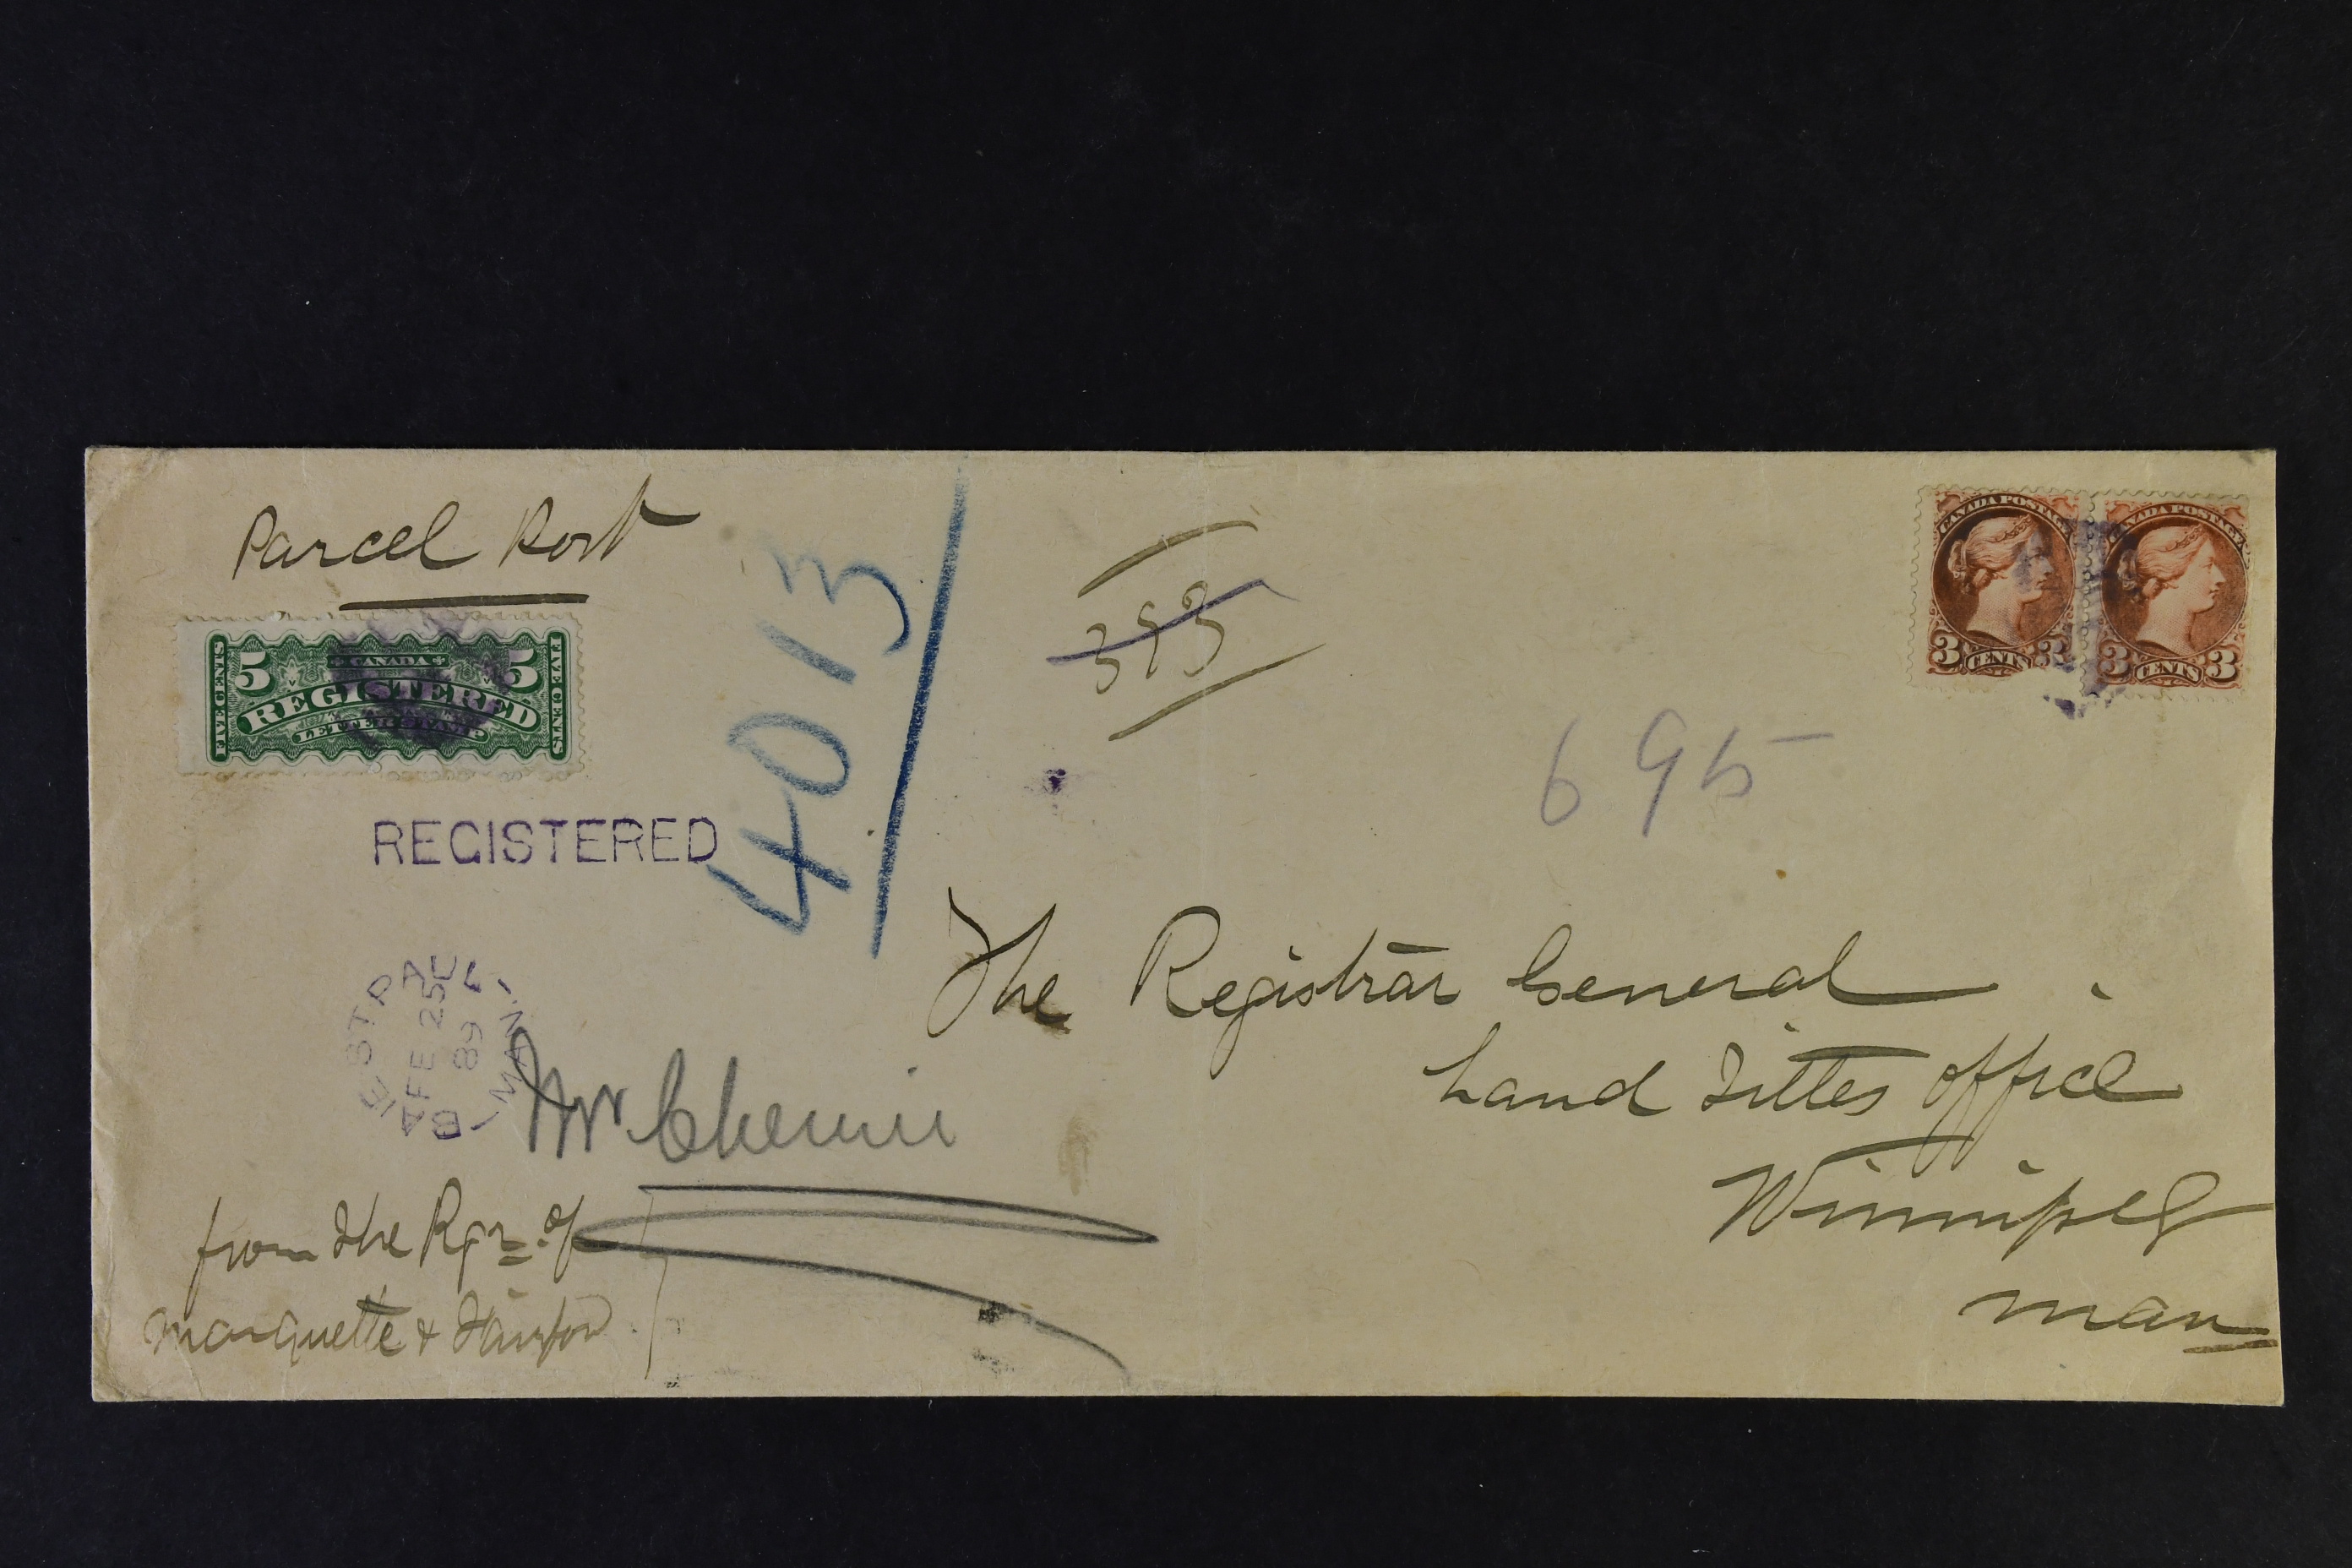 Parcel Post
5 CANADA 5
FIVE CENTS
REGISTERED
LETTER STAMP
FIVE CENTS
CANADA POSTAGE
3 CENTS 3
CANADA POSTAGE
3 CENTS 3
4013
393
695
REGISTERED
BAIE ST PAUL
FE 25
89
MAN.
The Registrar General
Land Titles Office
Winnipeg
Man
Mr
from The Rgr. of
Marquette &